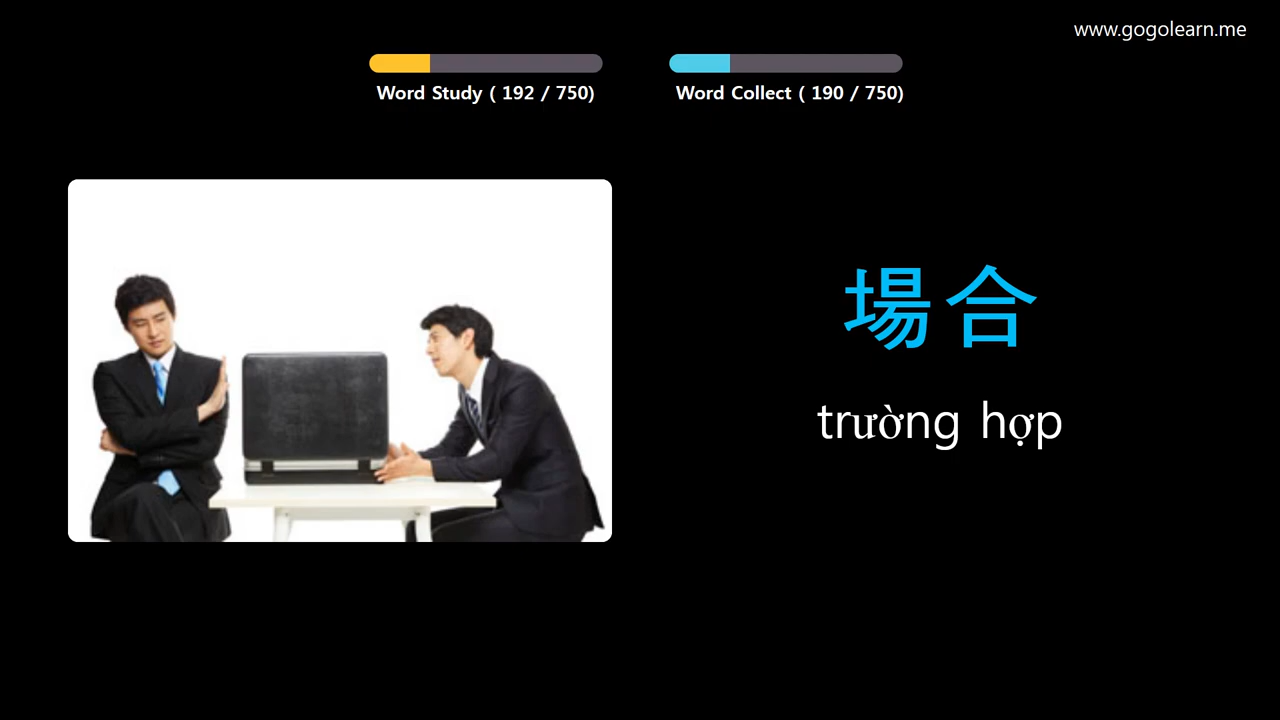 www.gogolearn.me
Word Study ( 192 / 750)
Word Collect ( 190 / 750)
場合
trường hợp